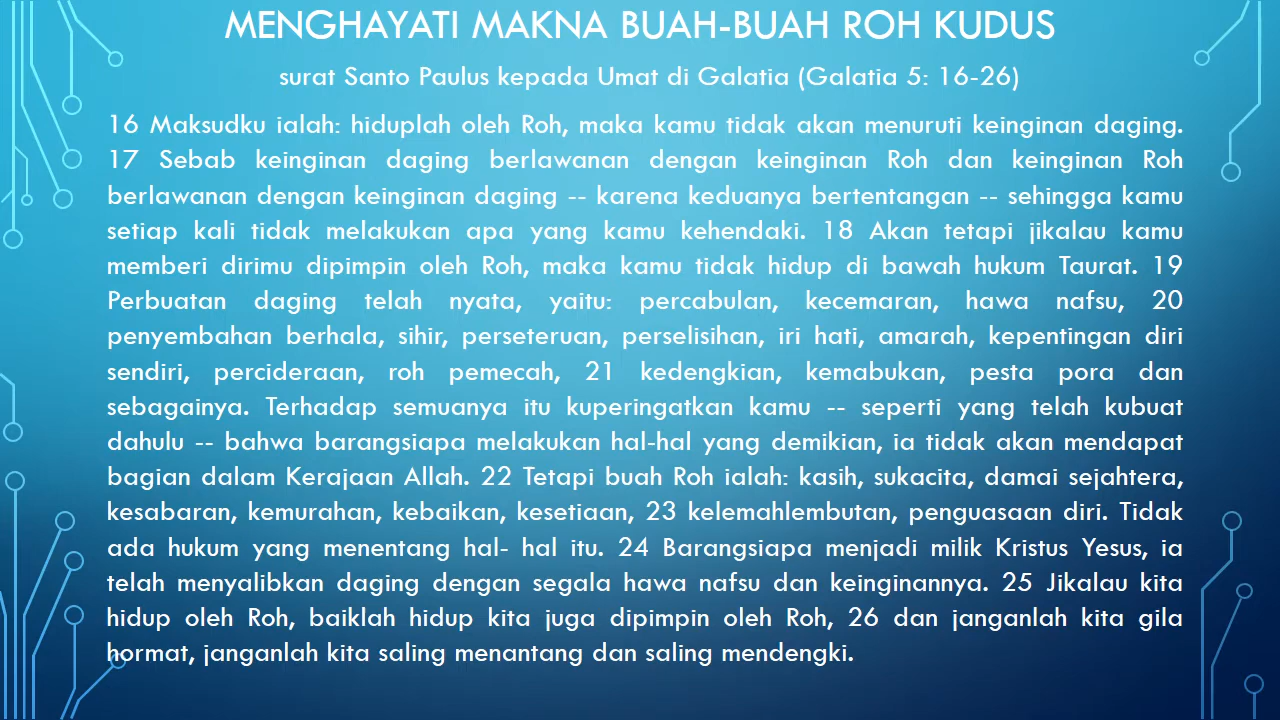 MENGHAYATI MAKNA BUAH-BUAH ROH KUDUS
surat Santo Paulus kepada Umat di Galatia (Galatia 5: 16-26)
16 Maksudku ialah: hiduplah oleh Roh, maka kamu tidak akan menuruti keinginan daging.
17 Sebab keinginan daging berlawanan dengan keinginan Roh dan keinginan Roh
berlawanan dengan keinginan daging -- karena keduanya bertentangan -- sehingga kamu
setiap kali tidak melakukan apa yang kamu kehendaki. 18 Akan tetapi jikalau kamu
memberi dirimu dipimpin oleh Roh, maka kamu tidak hidup di bawah hukum Taurat. 19
Perbuatan daging telah nyata, yaitu: percabulan, kecemaran, hawa nafsu, 20
penyembahan berhala, sihir, perseteruan, perselisihan, iri hati, amarah, kepentingan diri
sendiri, percideraan, roh pemecah, 21 kedengkian, kemabukan, pesta pora dan
sebagainya. Terhadap semuanya itu kuperingatkan kamu -- seperti yang telah kubuat
dahulu -- bahwa barangsiapa melakukan hal-hal yang demikian, ia tidak akan mendapat
bagian dalam Kerajaan Allah. 22 Tetapi buah Roh ialah: kasih, sukacita, damai sejahtera,
kesabaran, kemurahan, kebaikan, kesetiaan, 23 kelemahlembutan, penguasaan diri. Tidak
ada hukum yang menentang hal- hal itu. 24 Barangsiapa menjadi milik Kristus Yesus, ia
telah menyalibkan daging dengan segala hawa nafsu dan keinginannya. 25 Jikalau kita
hidup oleh Roh, baiklah hidup kita juga dipimpin oleh Roh, 26 dan janganlah kita gila
hormat, janganlah kita saling menantang dan saling mendengki.